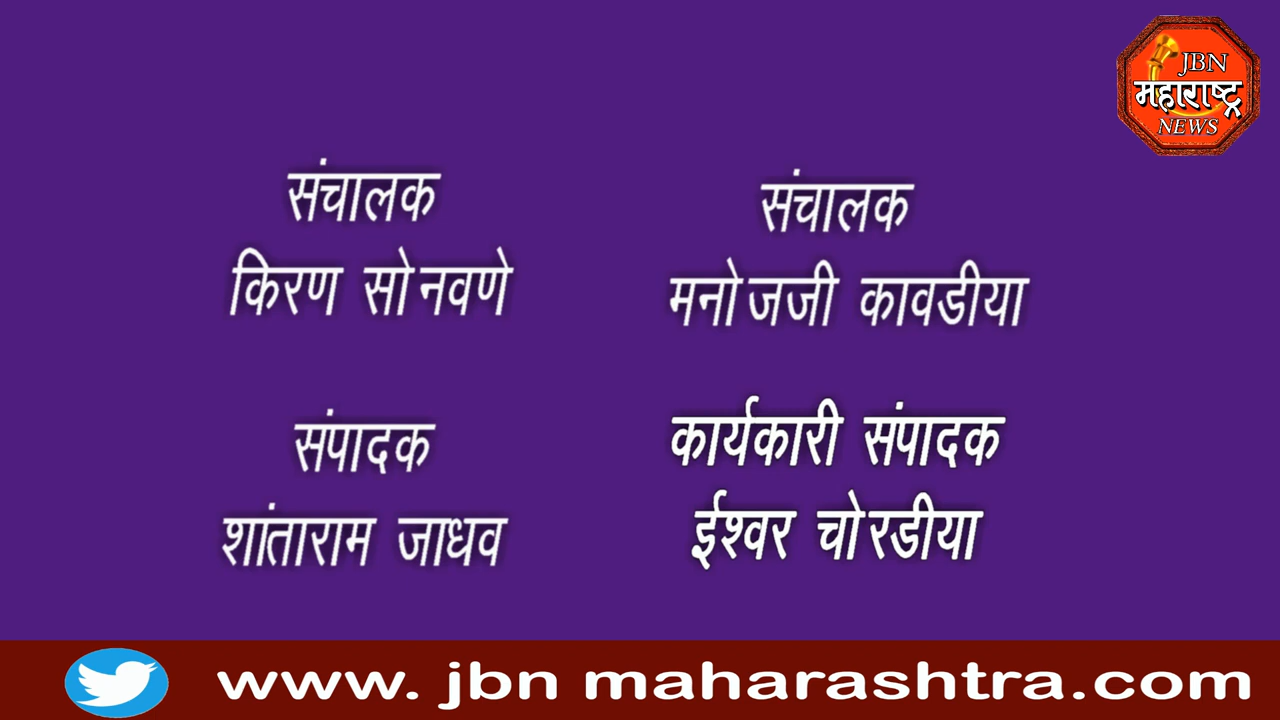 JBN
महाराष्ट्र
NEWS
संचालक
किरण सोनवणे
संचालक
मनोजजी कावडीया
संपादक
शांताराम जाधव
कार्यकारी संपादक
ईश्वर चोरडीया
www. jbn maharashtra.com